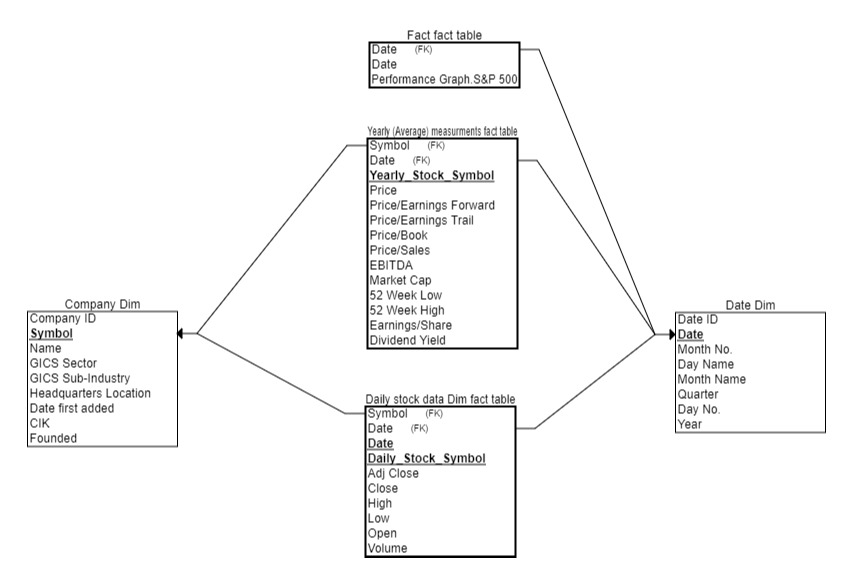 Fact fact table
Date (FK)
Date
Performance Graph.S&P 500
Yearly (Average) measurments fact table
Symbol (FK)
Date (FK)
Yearly_Stock_Symbol
Price
Price/Earnings Forward
Price/Earnings Trail
Price/Book
Price/Sales
EBITDA
Market Cap
52 Week Low
52 Week High
Earnings/Share
Dividend Yield
Company Dim
Company ID
Symbol
Name
GICS Sector
GICS Sub-Industry
Headquarters Location
Date first added
CIK
Founded
Date Dim
Date ID
Date
Month No.
Day Name
Month Name
Quarter
Day No.
Year
Daily stock data Dim fact table
Symbol (FK)
Date (FK)
Date
Daily_Stock_Symbol
Adj Close
Close
High
Low
Open
Volume